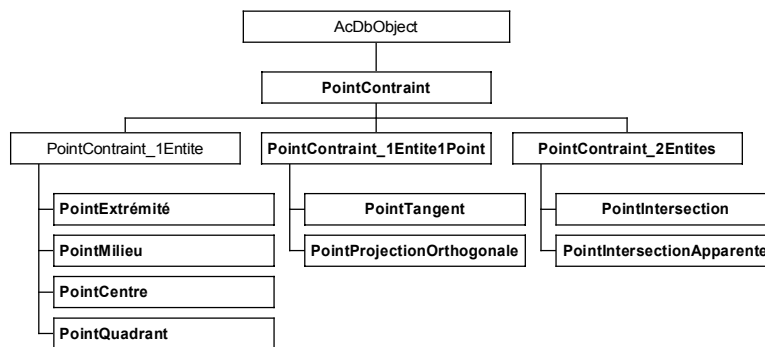 AcDbObject
PointContraint
PointContraint_1Entite
PointContraint_1Entite1Point
PointContraint_2Entites
PointExtrémité
PointTangent
PointIntersection
PointMilieu
PointProjectionOrthogonale
PointIntersectionApparente
PointCentre
PointQuadrant